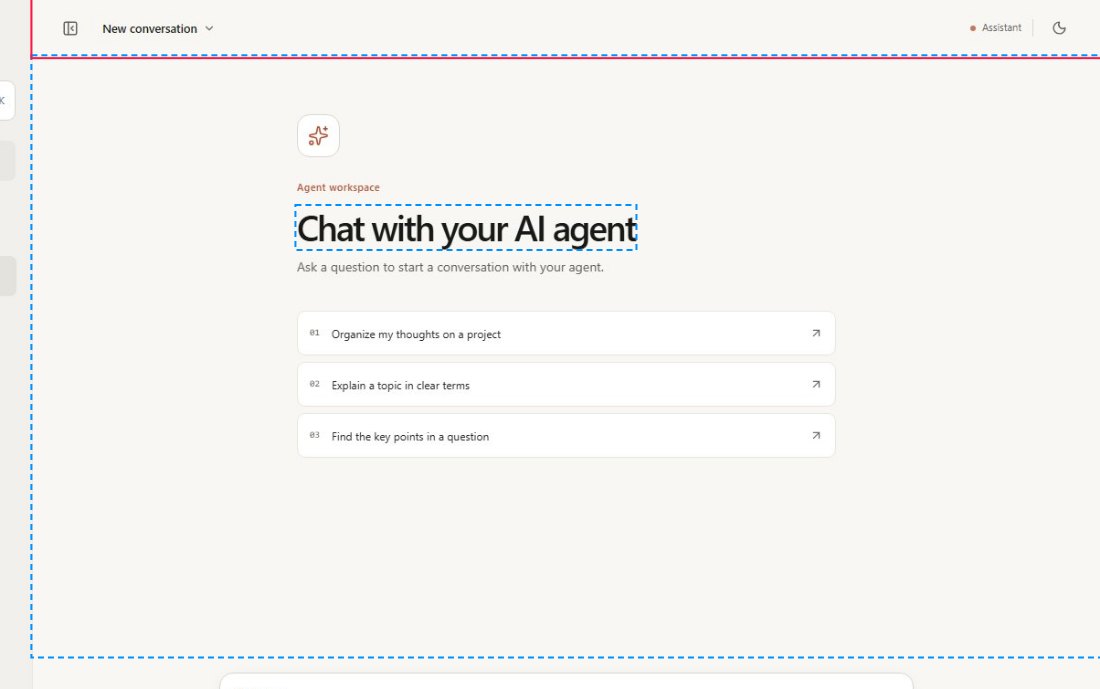 K
New conversation
Assistant
Agent workspace
Chat with your AI agent
Ask a question to start a conversation with your agent.
01 Organize my thoughts on a project
02 Explain a topic in clear terms
03 Find the key points in a question